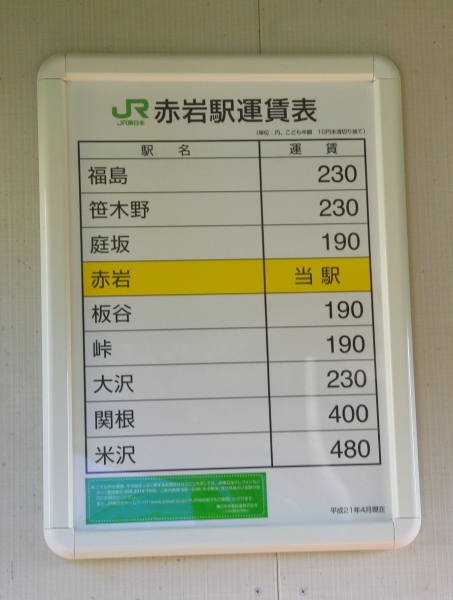 JR 赤岩駅運賃表
JR東日本
(単位：円、こども半額 10円未満切り捨て)
駅 名 運 賃
福島 230
笹木野 230
庭坂 190
赤岩 当 駅
板谷 190
峠 190
大沢 230
関根 400
米沢 480
平成21年4月現在